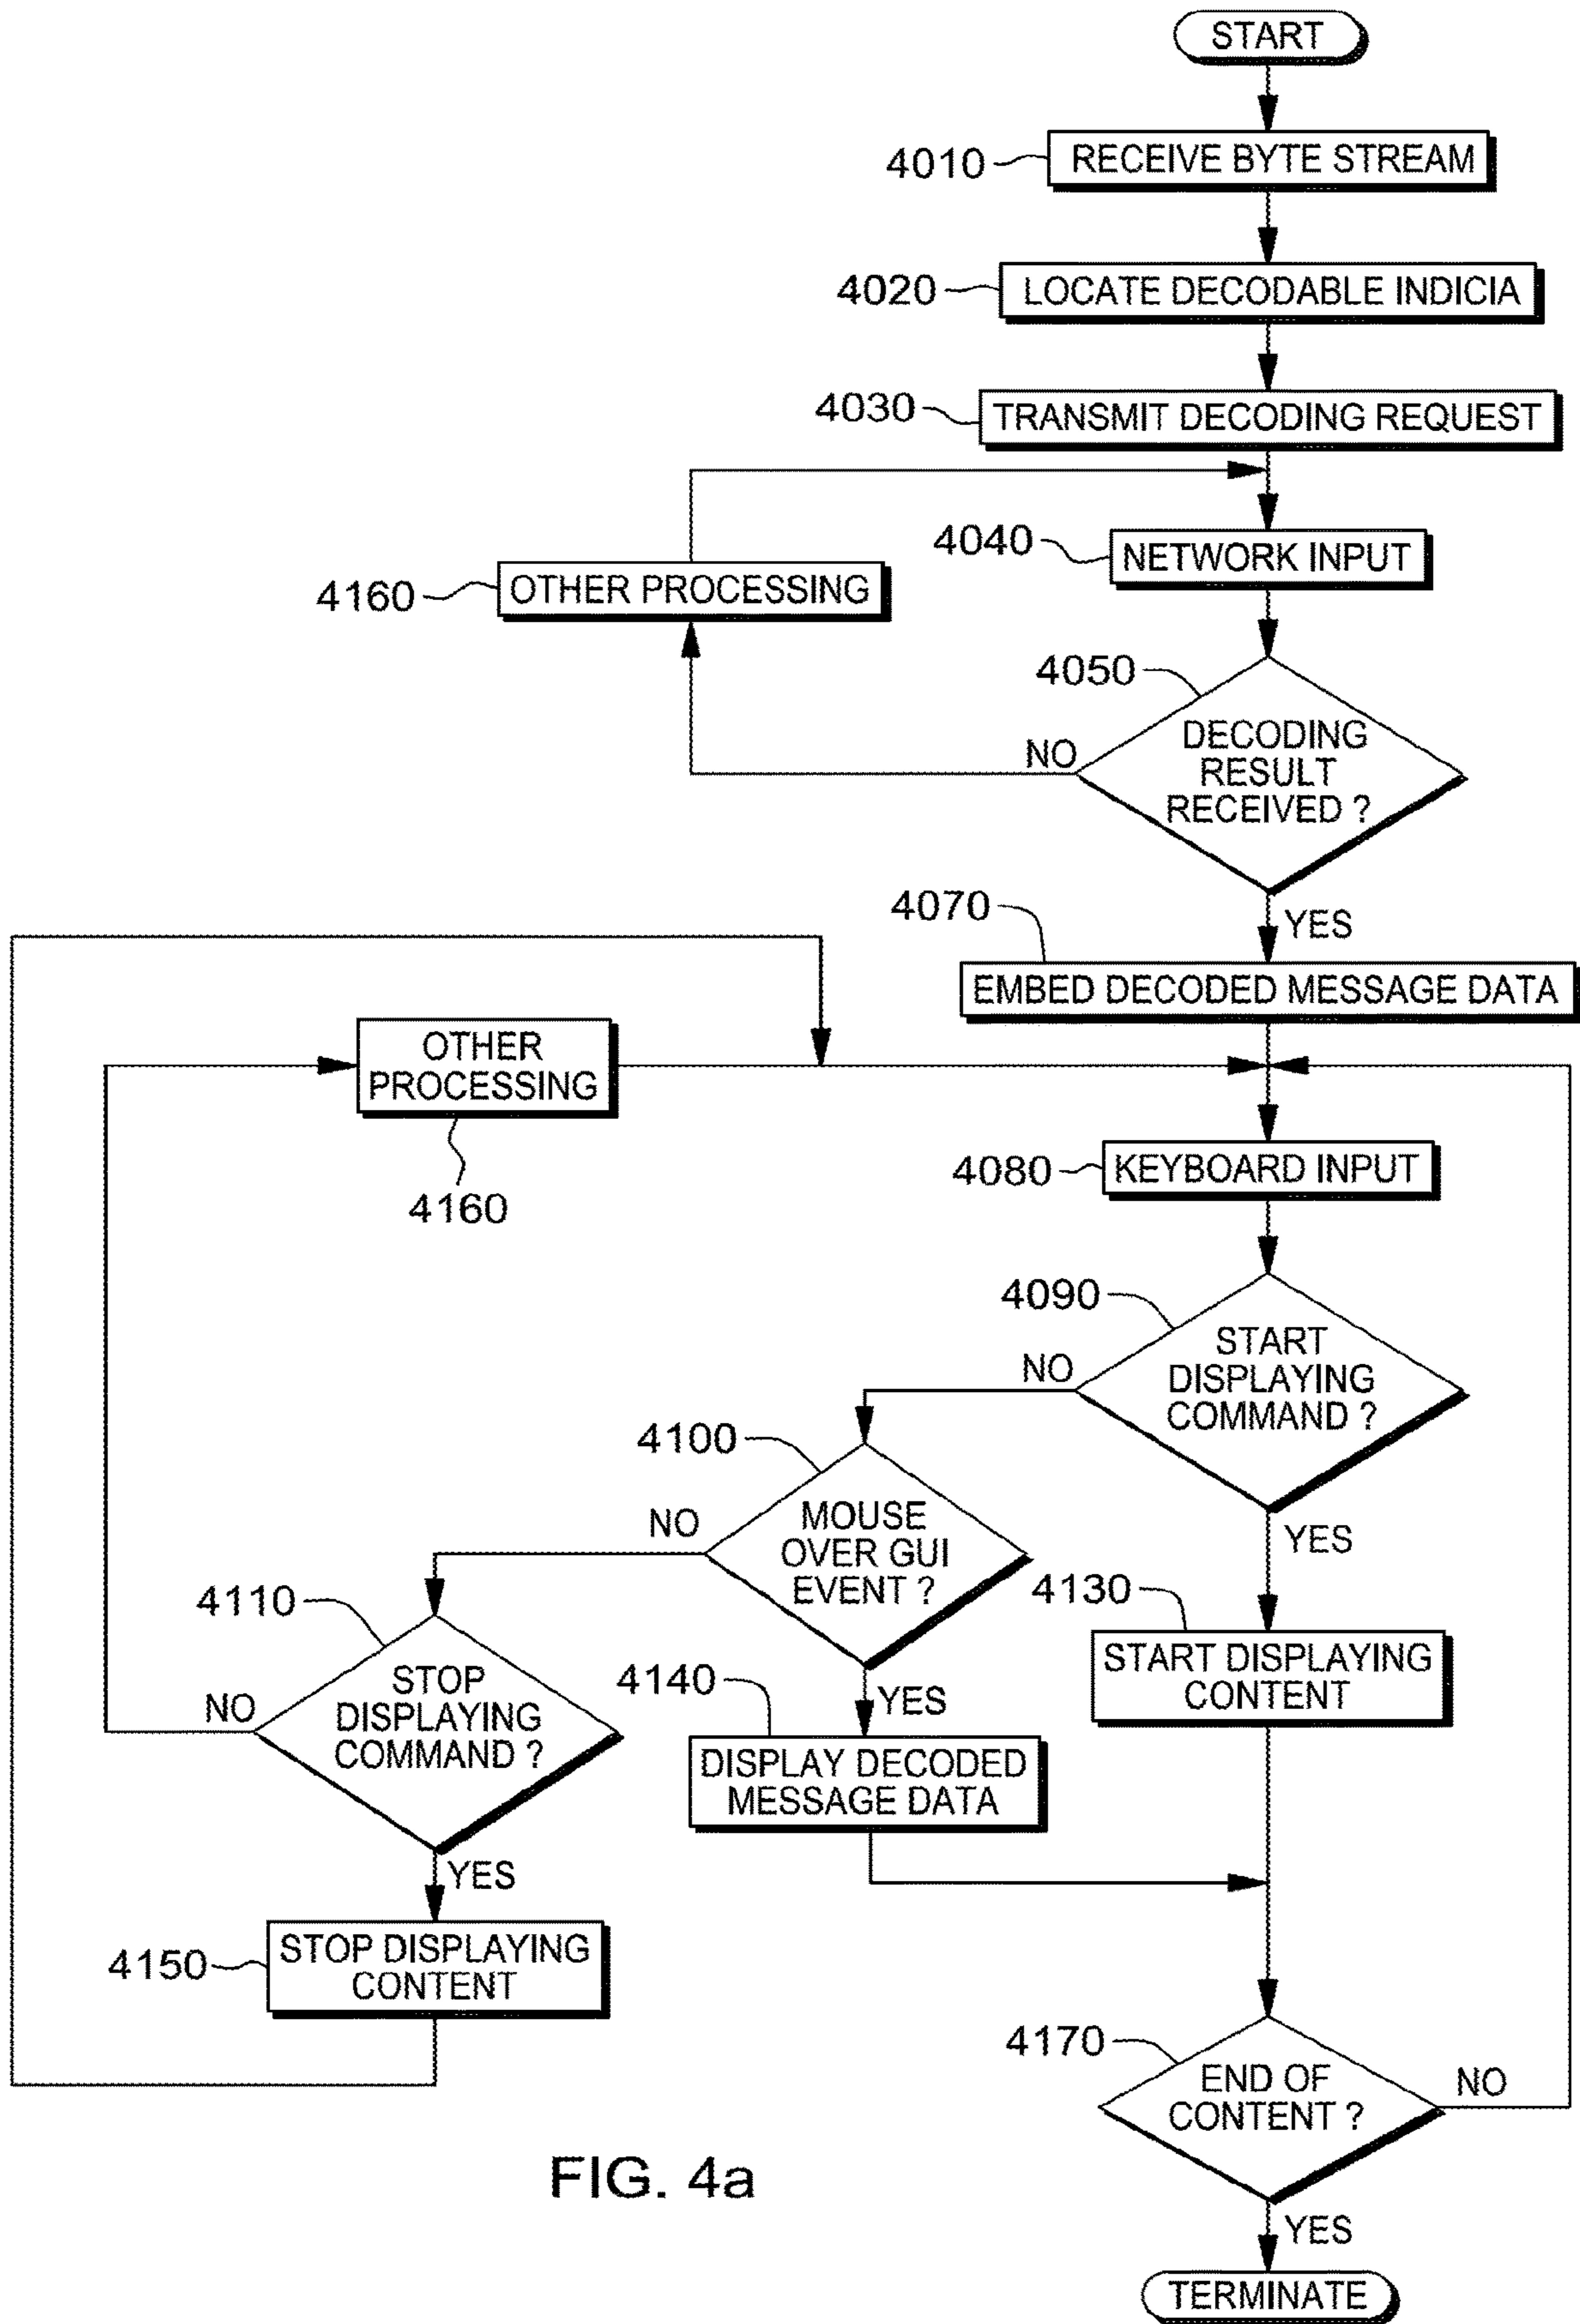 START
4010
RECEIVE BYTE STREAM
4020
LOCATE DECODABLE INDICIA
4030
TRANSMIT DECODING REQUEST
4040
NETWORK INPUT
4160
OTHER PROCESSING
4050
DECODING
RESULT
RECEIVED ?
NO
YES
4070
EMBED DECODED MESSAGE DATA
OTHER
PROCESSING
4160
4080
KEYBOARD INPUT
4090
START
DISPLAYING
COMMAND ?
NO
YES
4100
MOUSE
OVER GUI
EVENT ?
NO
YES
4110
STOP
DISPLAYING
COMMAND ?
NO
YES
4130
START DISPLAYING
CONTENT
4140
DISPLAY DECODED
MESSAGE DATA
4150
STOP DISPLAYING
CONTENT
4170
END OF
CONTENT ?
NO
YES
TERMINATE
FIG. 4a